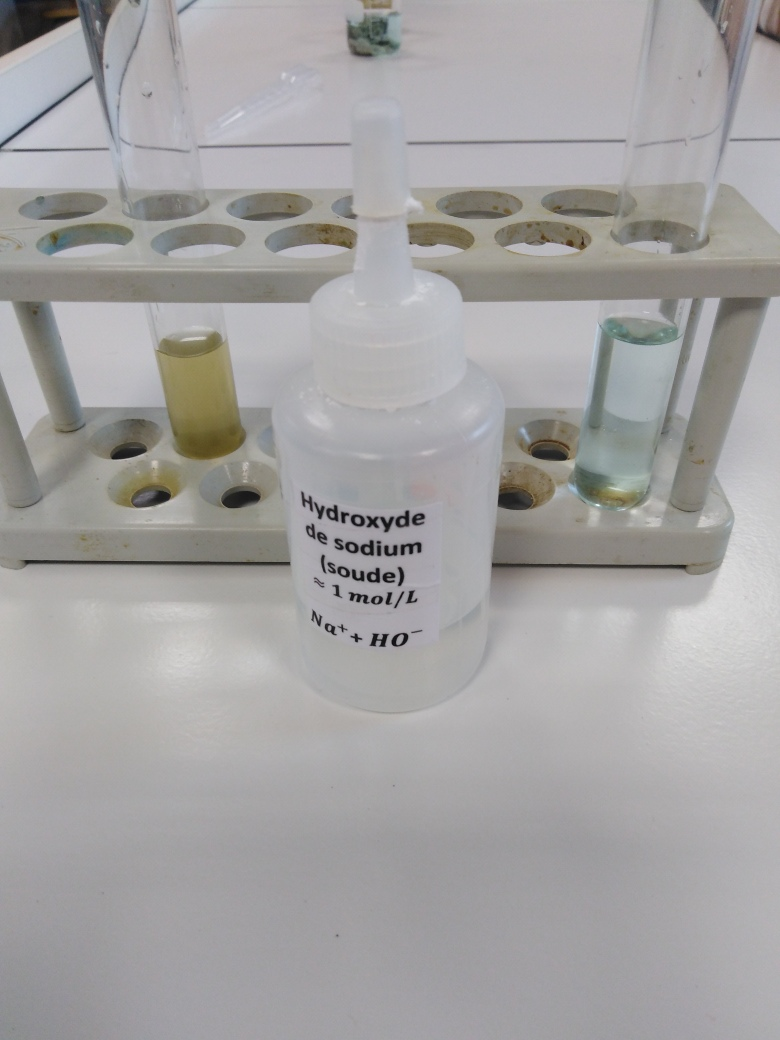 Hydroxyde
de sodium
(soude)
≈ 1 mol/L
Na⁺ + HO⁻